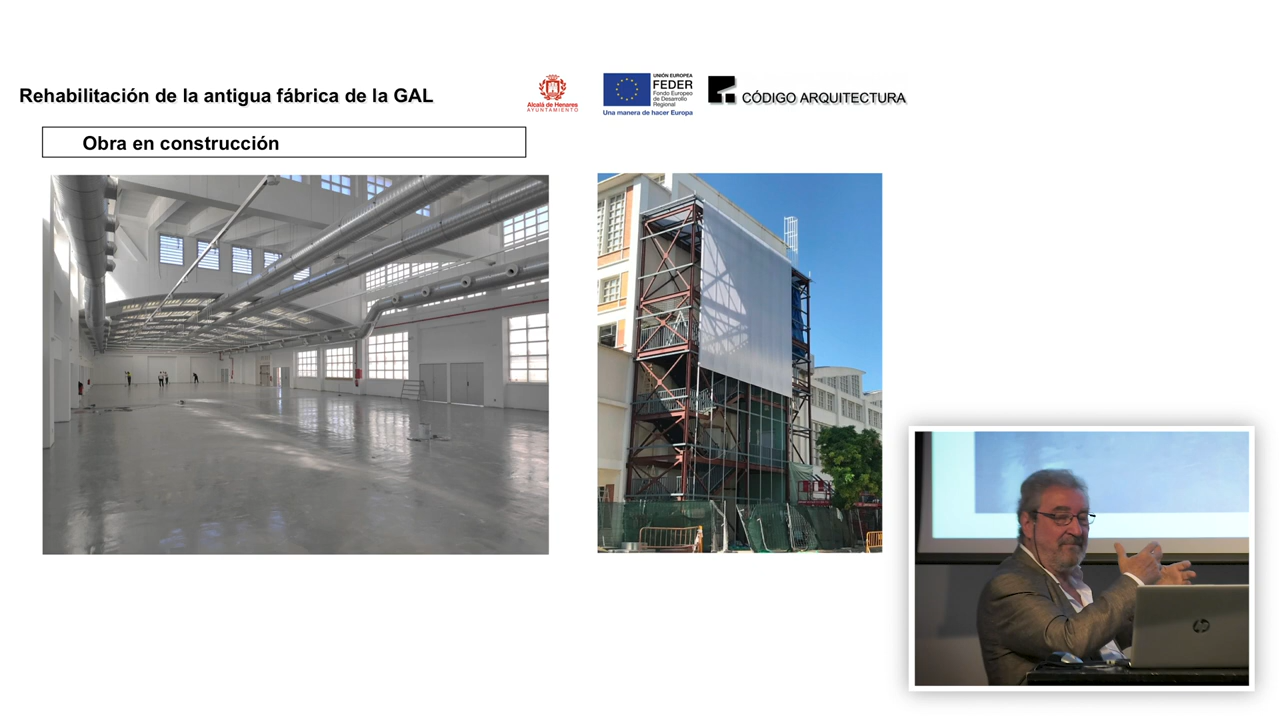 Rehabilitación de la antigua fábrica de la GAL
Alcalá de Henares
AYUNTAMIENTO
UNIÓN EUROPEA
FEDER
Fondo Europeo
de Desarrollo
Regional
Una manera de hacer Europa
CÓDIGO ARQUITECTURA
Obra en construcción
hp